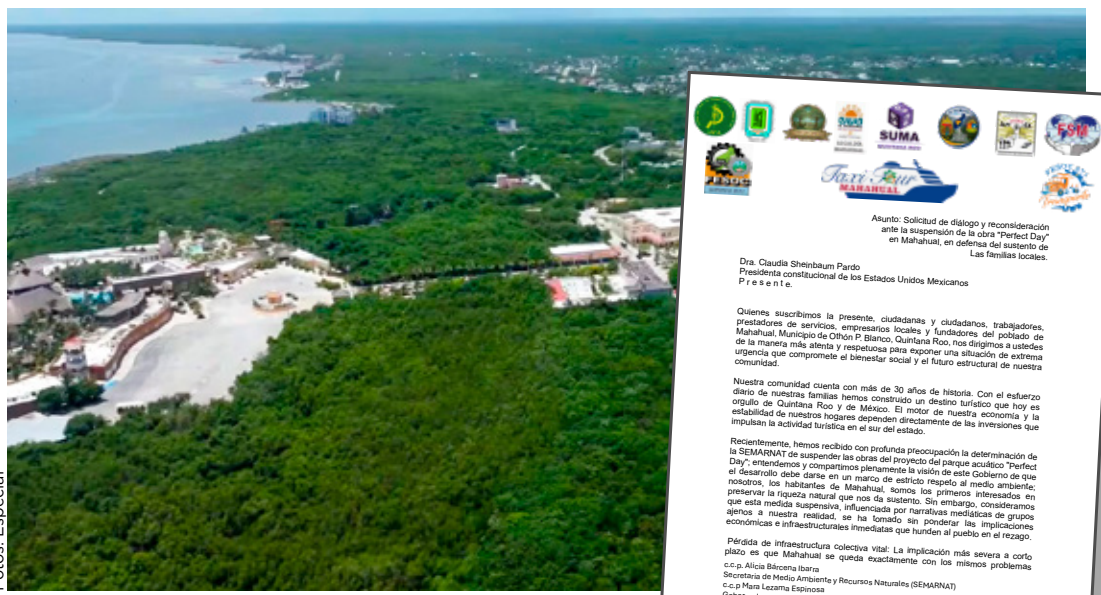 Fotos: Especial
SUMA
FSM
FESOC
Taxi Tour
MAHAHUAL
Asunto: Solicitud de diálogo y reconsideración
ante la suspensión de la obra "Perfect Day"
en Mahahual, en defensa del sustento de
Las familias locales.
Dra. Claudia Sheinbaum Pardo
Presidenta constitucional de los Estados Unidos Mexicanos
P r e s e n t e.
Quienes suscribimos la presente, ciudadanas y ciudadanos, trabajadores,
prestadores de servicios, empresarios locales y fundadores del poblado de
Mahahual, Municipio de Othón P. Blanco, Quintana Roo, nos dirigimos a ustedes
de la manera más atenta y respetuosa para exponer una situación de extrema
urgencia que compromete el bienestar social y el futuro estructural de nuestra
comunidad.
Nuestra comunidad cuenta con más de 30 años de historia. Con el esfuerzo
diario de nuestras familias hemos construido un destino turístico que hoy es
orgullo de Quintana Roo y de México. El motor de nuestra economía y la
estabilidad de nuestros hogares dependen directamente de las inversiones que
impulsan la actividad turística en el sur del estado.
Recientemente, hemos recibido con profunda preocupación la determinación de
la SEMARNAT de suspender las obras del proyecto del parque acuático "Perfect
Day"; entendemos y compartimos plenamente la visión de este Gobierno de que
el desarrollo debe darse en un marco de estricto respeto al medio ambiente;
nosotros, los habitantes de Mahahual, somos los primeros interesados en
preservar la riqueza natural que nos da sustento. Sin embargo, consideramos
que esta medida suspensiva, influenciada por narrativas mediáticas de grupos
ajenos a nuestra realidad, se ha tomado sin ponderar las implicaciones
económicas e infraestructurales inmediatas que hunden al pueblo en el rezago.
Pérdida de infraestructura colectiva vital: La implicación más severa a corto
plazo es que Mahahual se queda exactamente con los mismos problemas
c.c.p. Alicia Bárcena Ibarra
Secretaria de Medio Ambiente y Recursos Naturales (SEMARNAT)
c.c.p Mara Lezama Espinosa